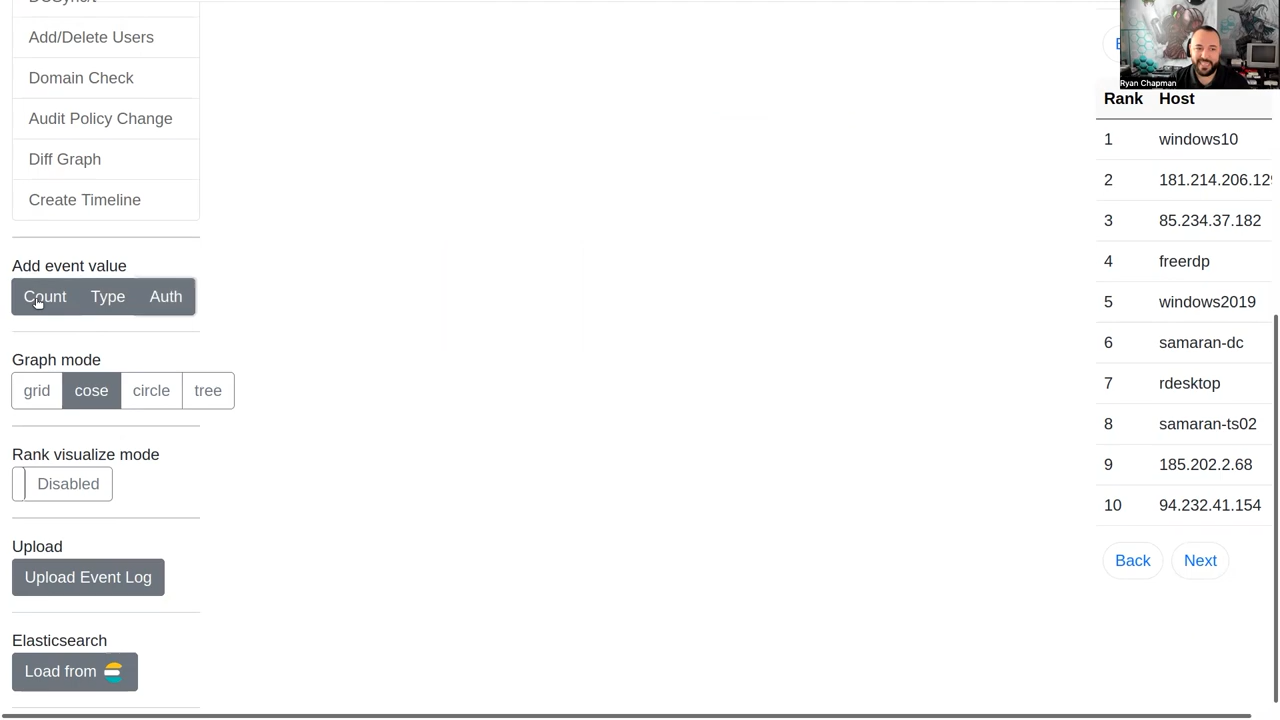 Add/Delete Users
Domain Check
Audit Policy Change
Diff Graph
Create Timeline
Add event value
Count Type Auth
Graph mode
grid cose circle tree
Rank visualize mode
Disabled
Upload
Upload Event Log
Elasticsearch
Load from
Ryan Chapman
Rank Host
1 windows10
2 181.214.206.129
3 85.234.37.182
4 freerdp
5 windows2019
6 samaran-dc
7 rdesktop
8 samaran-ts02
9 185.202.2.68
10 94.232.41.154
Back Next